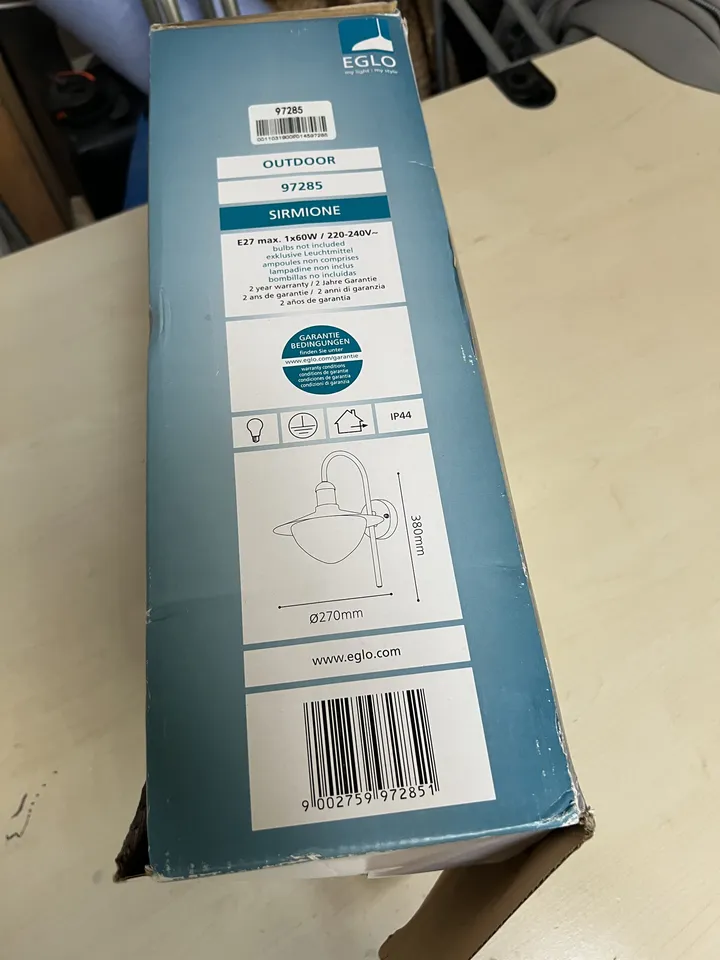 EGLO
my light | my style
97285
OUTDOOR
97285
SIRMIONE
E27 max. 1x60W / 220-240V~
bulbs not included
exklusive Leuchtmittel
ampoules non comprises
lampadine non inclus
bombillas no incluidas
2 year warranty / 2 Jahre Garantie
2 ans de garantie / 2 anni di garanzia
2 años de garantia
GARANTIE
BEDINGUNGEN
finden Sie unter
www.eglo.com/garantie
warranty conditions
conditions de garantie
condiciones de garantía
condizioni di garanzia
IP44
380mm
Ø270mm
www.eglo.com
9 002759 972851